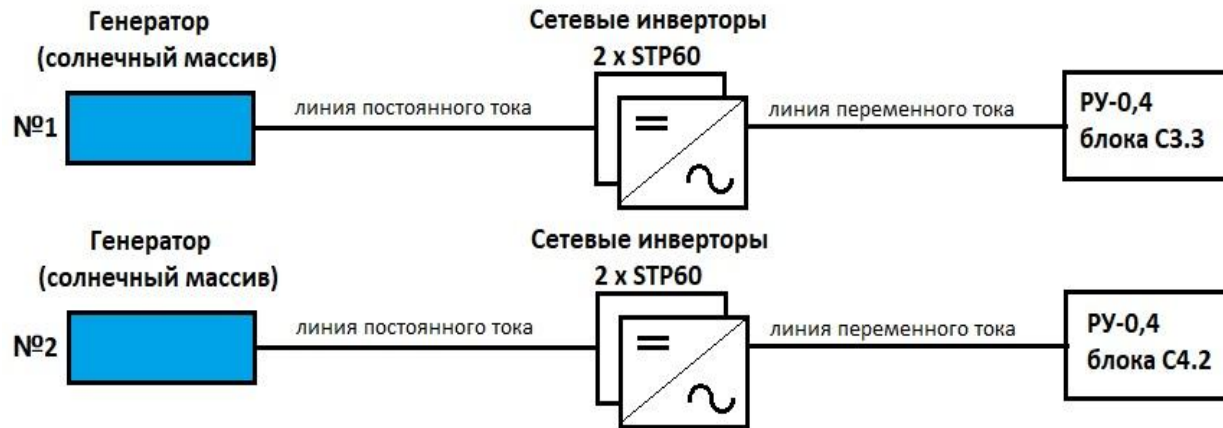 Генератор
(солнечный массив)
Сетевые инверторы
2 x STP60
№1
линия постоянного тока
линия переменного тока
РУ-0,4
блока С3.3
Генератор
(солнечный массив)
Сетевые инверторы
2 x STP60
№2
линия постоянного тока
линия переменного тока
РУ-0,4
блока С4.2